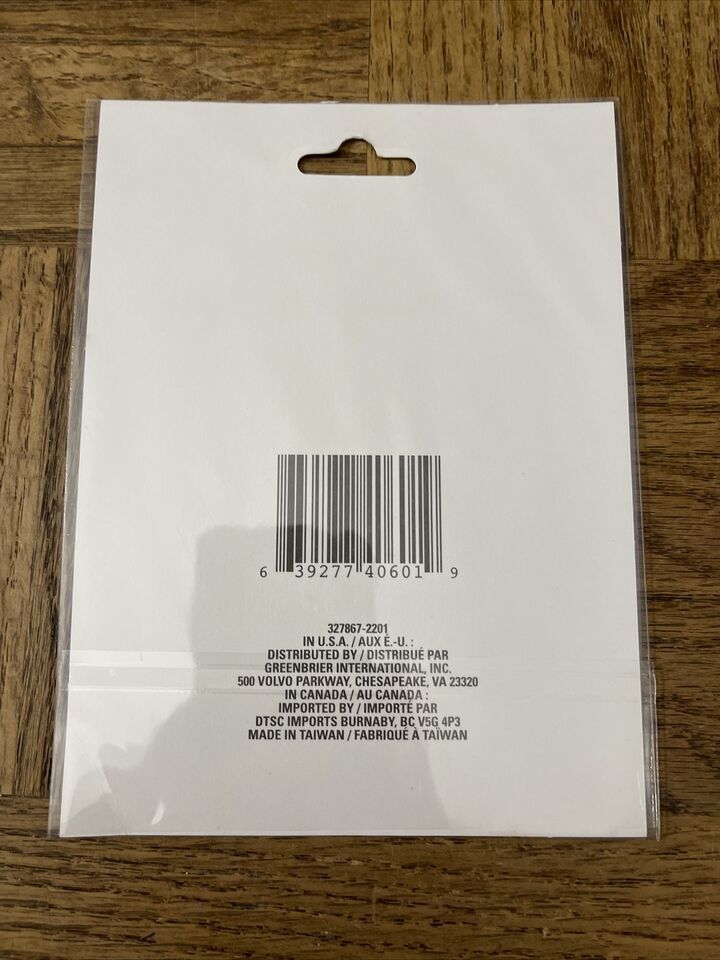 6 39277 40601 9
327867-2201
IN U.S.A. / AUX É.-U. :
DISTRIBUTED BY / DISTRIBUÉ PAR
GREENBRIER INTERNATIONAL, INC.
500 VOLVO PARKWAY, CHESAPEAKE, VA 23320
IN CANADA / AU CANADA :
IMPORTED BY / IMPORTÉ PAR
DTSC IMPORTS BURNABY, BC V5G 4P3
MADE IN TAIWAN / FABRIQUÉ À TAÏWAN